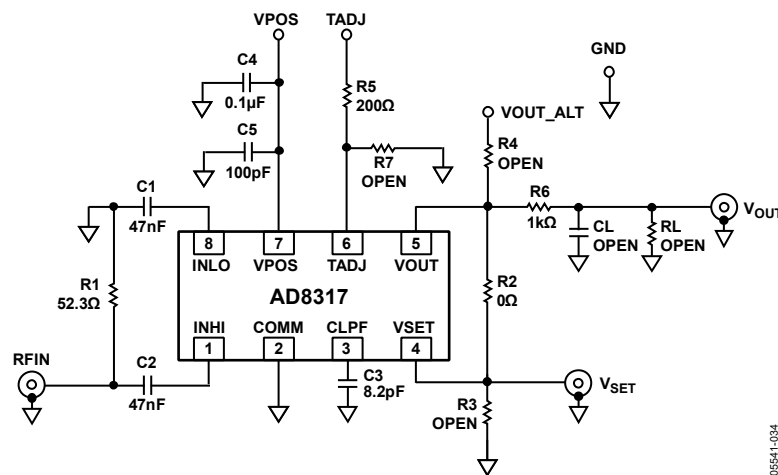 VPOS
TADJ
GND
C4
0.1µF
R5
200Ω
VOUT_ALT
R4
OPEN
C5
100pF
R7
OPEN
C1
47nF
R6
1kΩ
CL
OPEN
RL
OPEN
VOUT
8
7
6
5
INLO
VPOS
TADJ
VOUT
R1
52.3Ω
AD8317
R2
0Ω
INHI
COMM
CLPF
VSET
1
2
3
4
RFIN
C2
47nF
C3
8.2pF
R3
OPEN
VSET
05541-034